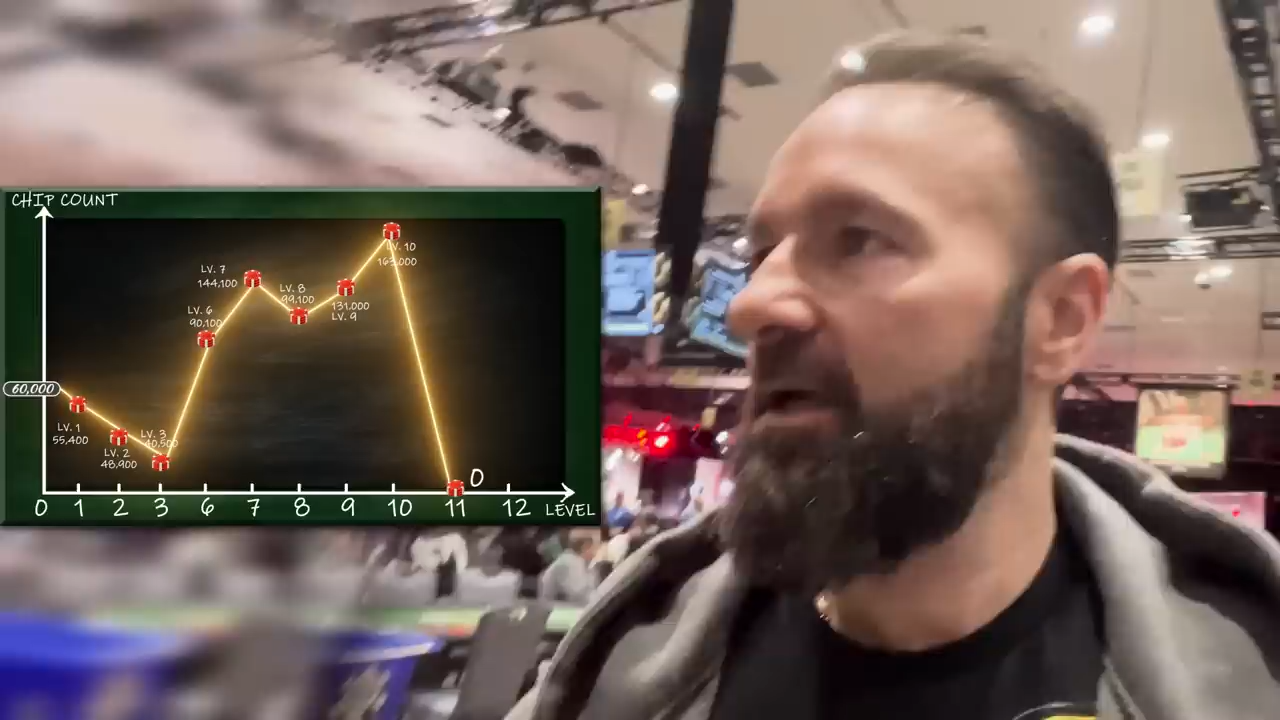 CHIP COUNT
LV. 10
163,000
LV. 7
144,100
LV. 8
99,100
131,000
LV. 9
LV. 6
90,100
60,000
LV. 1
55,400
LV. 2
48,900
LV. 3
40,500
0
0 1 2 3 6 7 8 9 10 11 12 LEVEL